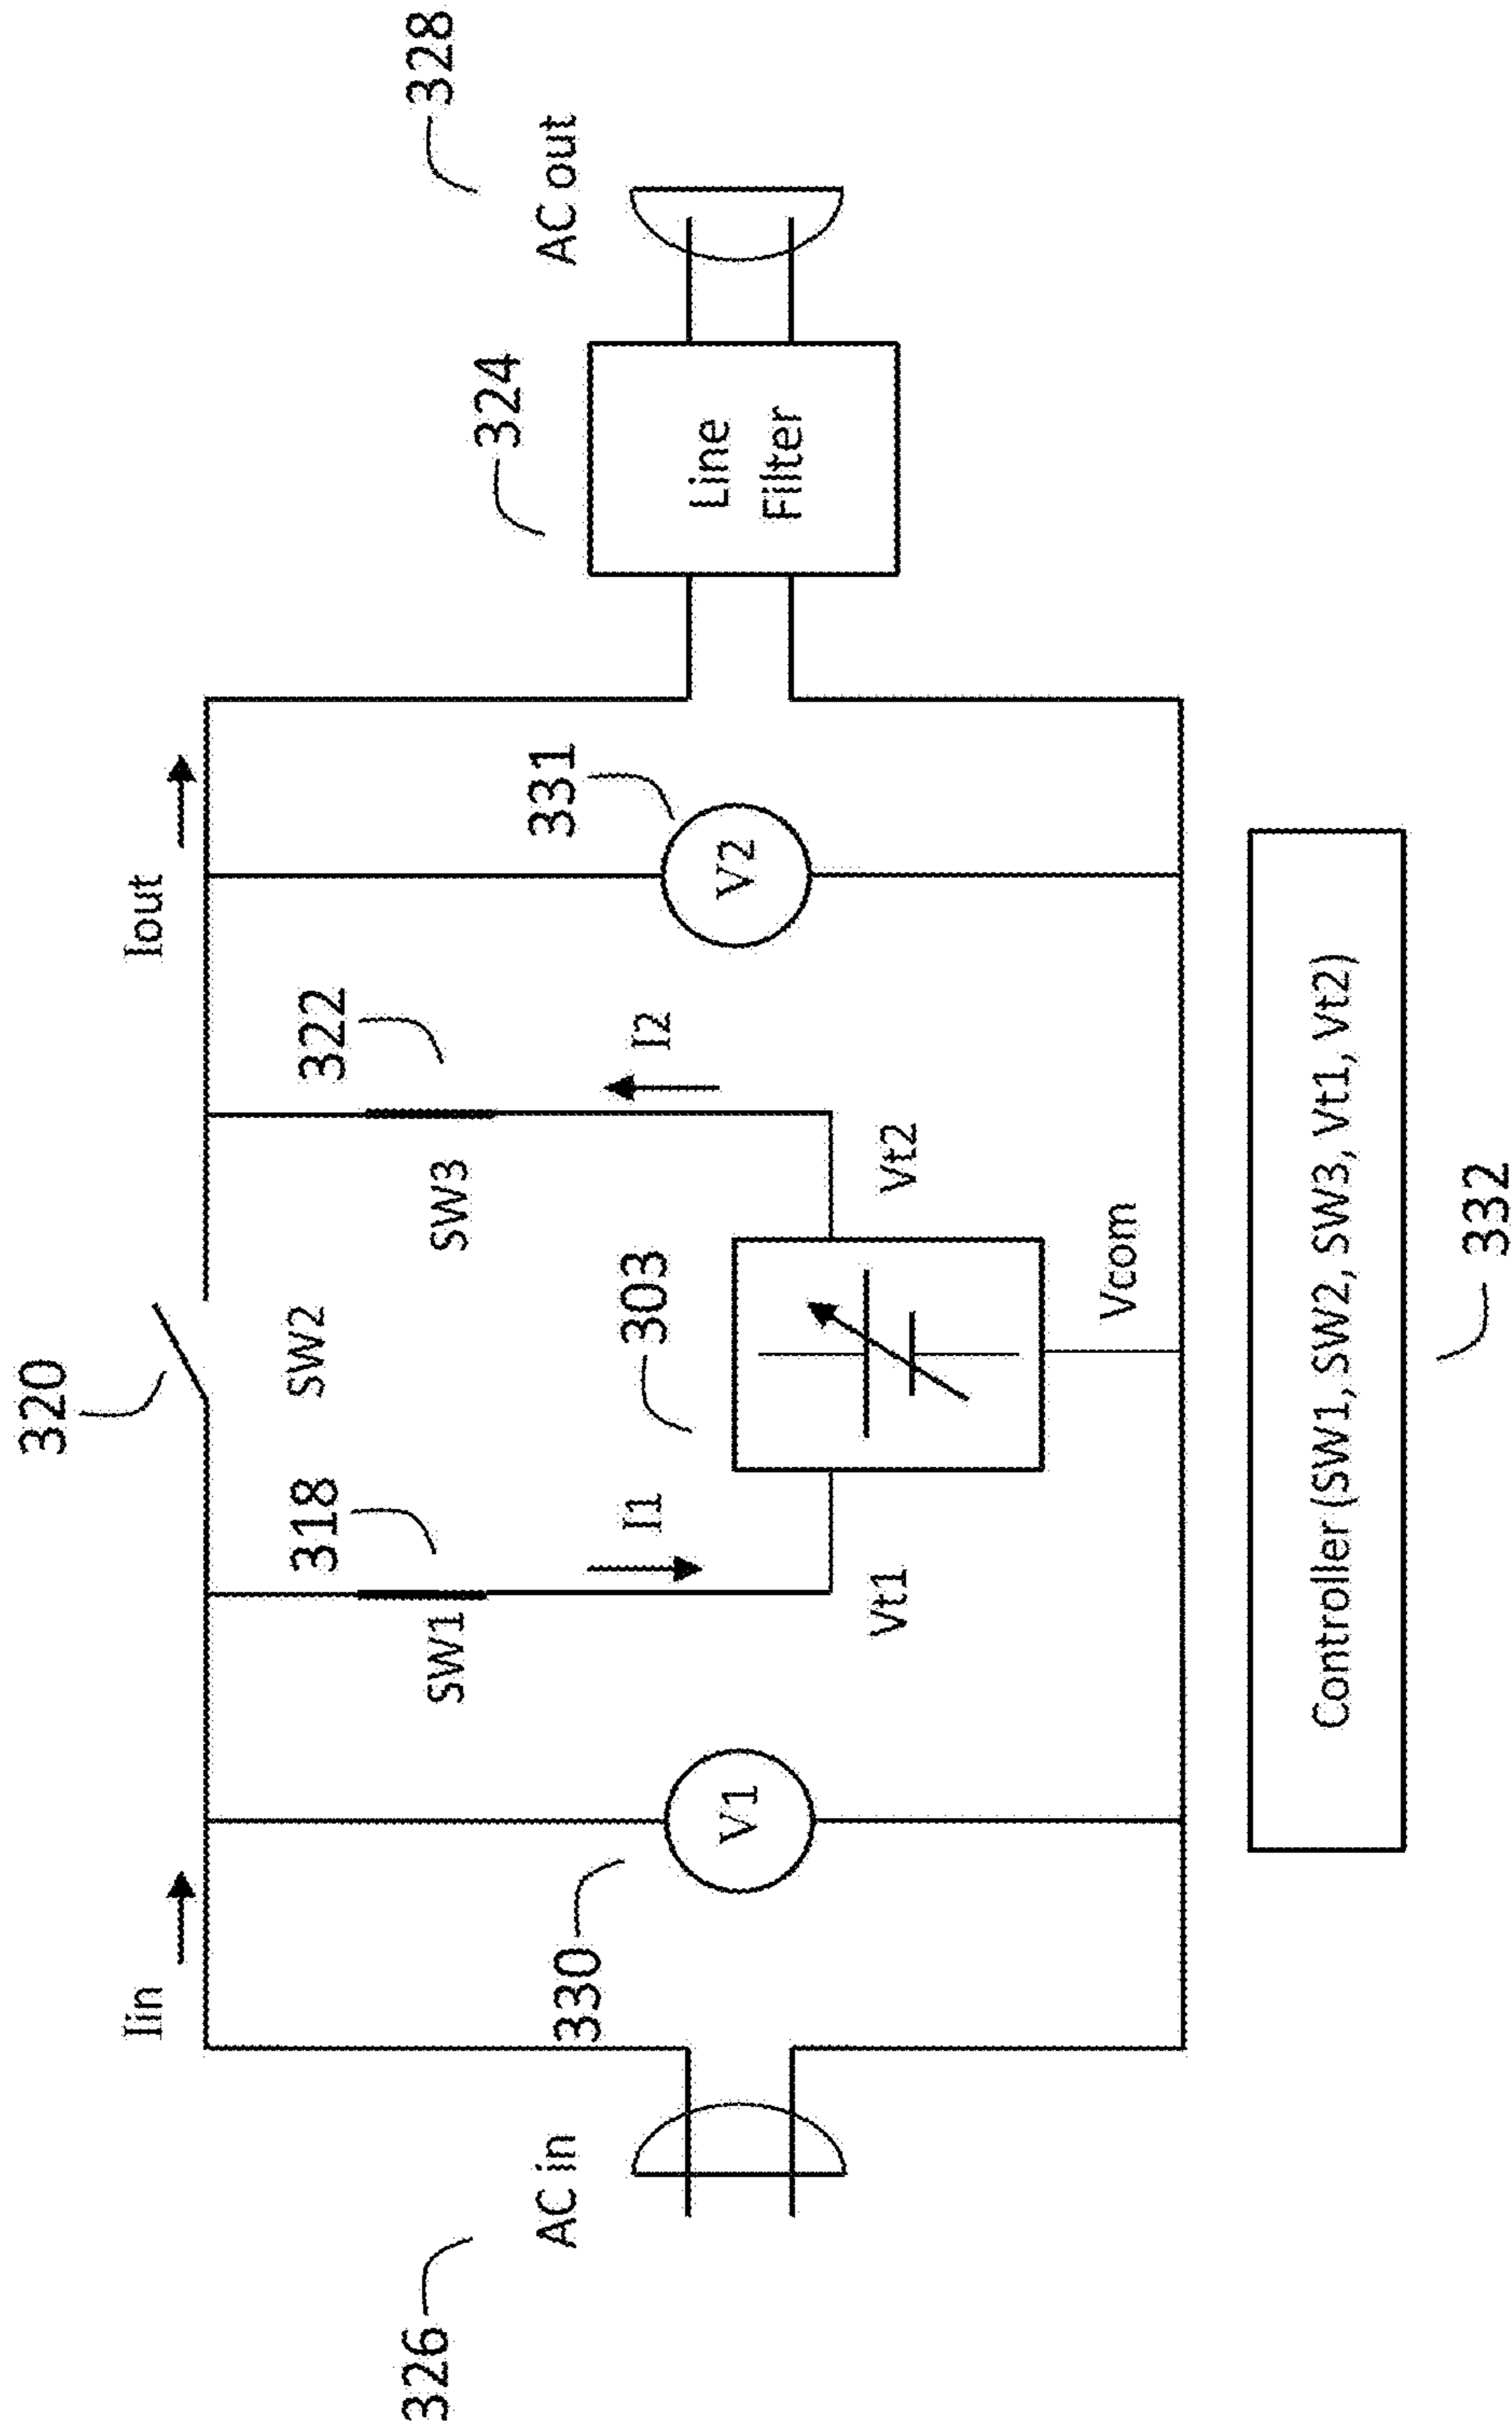 320
Iin
Iout
318
SW2
322
SW1
SW3
328
326
AC in
330
V1
I1
Vt1
303
I2
Vt2
331
V2
324
Line
Filter
AC out
Vcom
Controller (SW1, SW2, SW3, Vt1, Vt2)
332